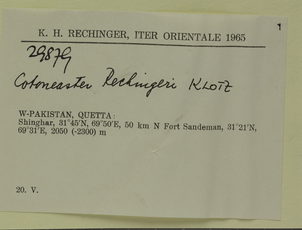 K. H. RECHINGER, ITER ORIENTALE 1965
29879
Cotoneaster Rechingeri KLOTZ
W-PAKISTAN, QUETTA:
Shinghar, 31°45'N, 69°50'E, 50 km N Fort Sandeman, 31°21'N,
69°31'E, 2050 (-2300) m
20. V.